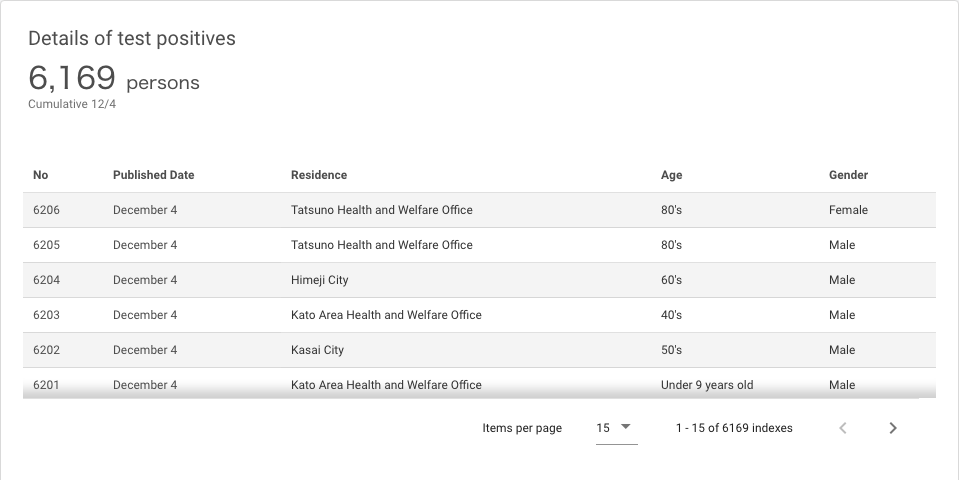 Details of test positives
6,169 persons
Cumulative 12/4
No Published Date Residence Age Gender
6206 December 4 Tatsuno Health and Welfare Office 80's Female
6205 December 4 Tatsuno Health and Welfare Office 80's Male
6204 December 4 Himeji City 60's Male
6203 December 4 Kato Area Health and Welfare Office 40's Male
6202 December 4 Kasai City 50's Male
6201 December 4 Kato Area Health and Welfare Office Under 9 years old Male
Items per page 15 1 - 15 of 6169 indexes